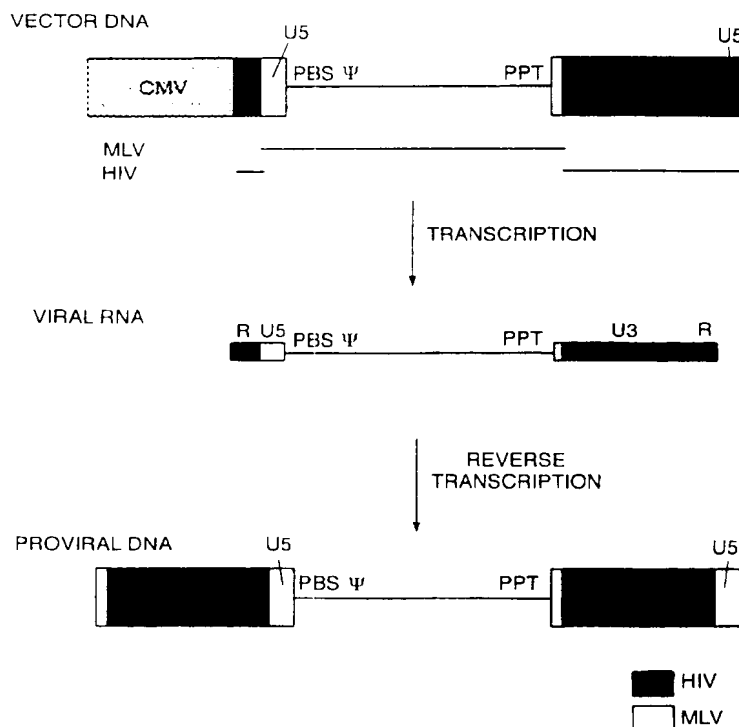 VECTOR DNA
U5
U5
CMV
PBS Ψ
PPT
MLV
HIV
TRANSCRIPTION
VIRAL RNA
R U5
PBS Ψ
PPT
U3
R
REVERSE
TRANSCRIPTION
PROVIRAL DNA
U5
U5
PBS Ψ
PPT
HIV
MLV